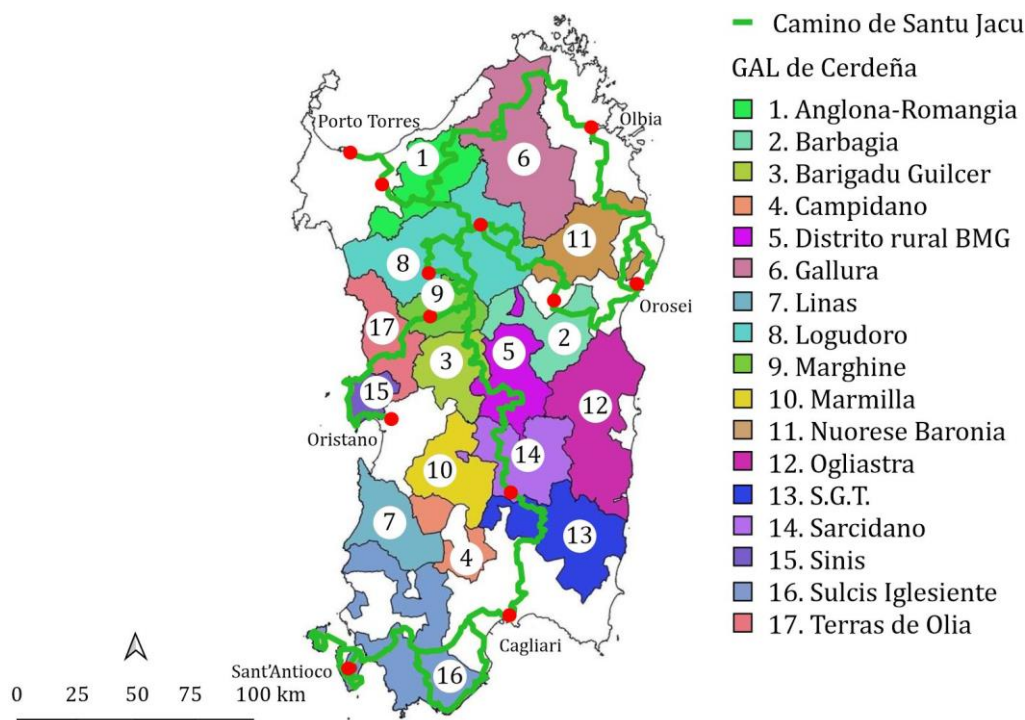 Camino de Santu Jacu
GAL de Cerdeña
1. Anglona-Romangia
2. Barbagia
3. Barigadu Guilcer
4. Campidano
5. Distrito rural BMG
6. Gallura
7. Linas
8. Logudoro
9. Marghine
10. Marmilla
11. Nuorese Baronia
12. Ogliastra
13. S.G.T.
14. Sarcidano
15. Sinis
16. Sulcis Iglesiente
17. Terras de Olia
Porto Torres
Olbia
1
6
11
8
9
Orosei
17
2
5
3
15
12
Oristano
14
10
7
13
4
Cagliari
Sant'Antioco
16
0 25 50 75 100 km